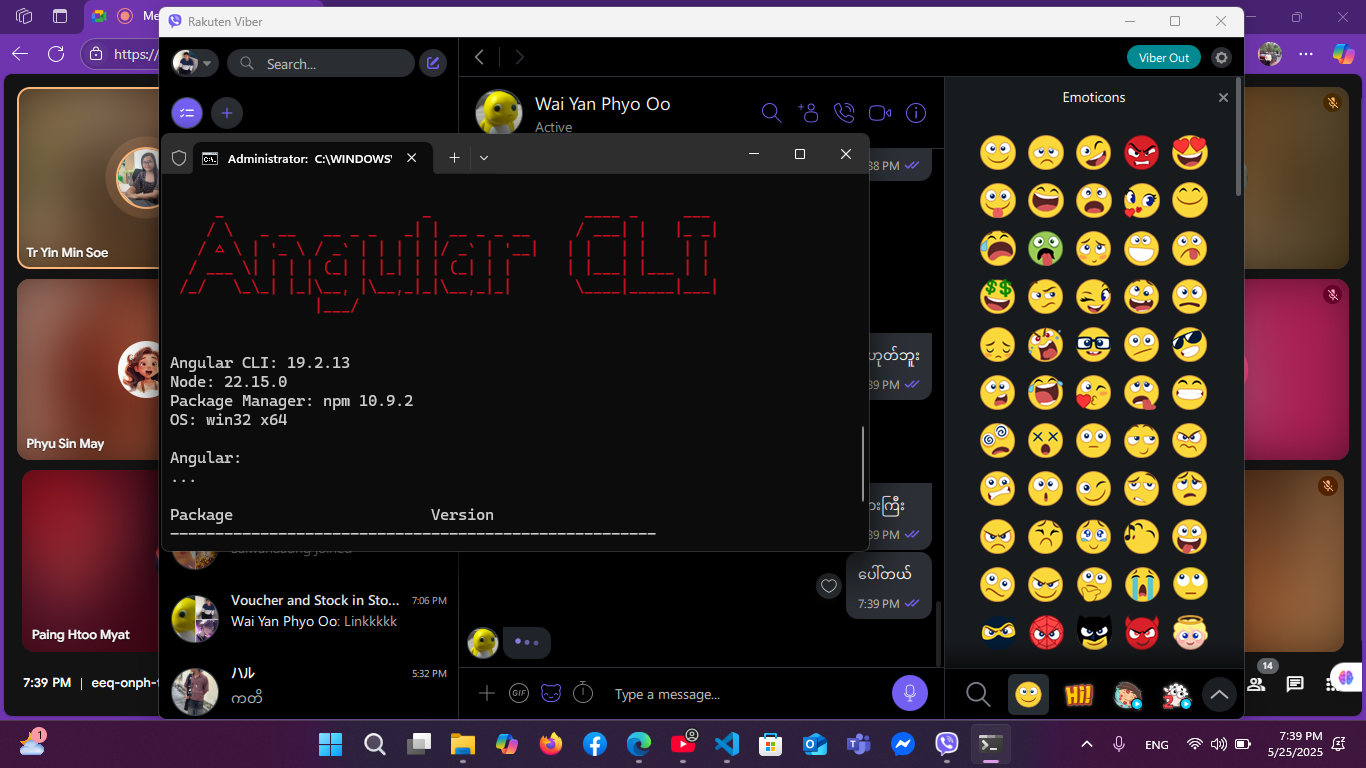 Me
Rakuten Viber
https://
Search...
Viber Out
Wai Yan Phyo Oo
Active
Emoticons
Administrator: C:\WINDOWS
38 PM
Angular CLI
Tr Yin Min Soe
ဟုတ်ဘူး
39 PM
Angular CLI: 19.2.13
Node: 22.15.0
Package Manager: npm 10.9.2
OS: win32 x64
Phyu Sin May
Angular:
...
Package Version
39 PM
Voucher and Stock in Sto... 7:06 PM
Wai Yan Phyo Oo: Linkkkkk
ပေါ်တယ်
7:39 PM
Paing Htoo Myat
5:32 PM
ကတိ
7:39 PM | eeq-onph-
GIF
Type a message...
Hi!
14
1
ENG
7:39 PM
5/25/2025